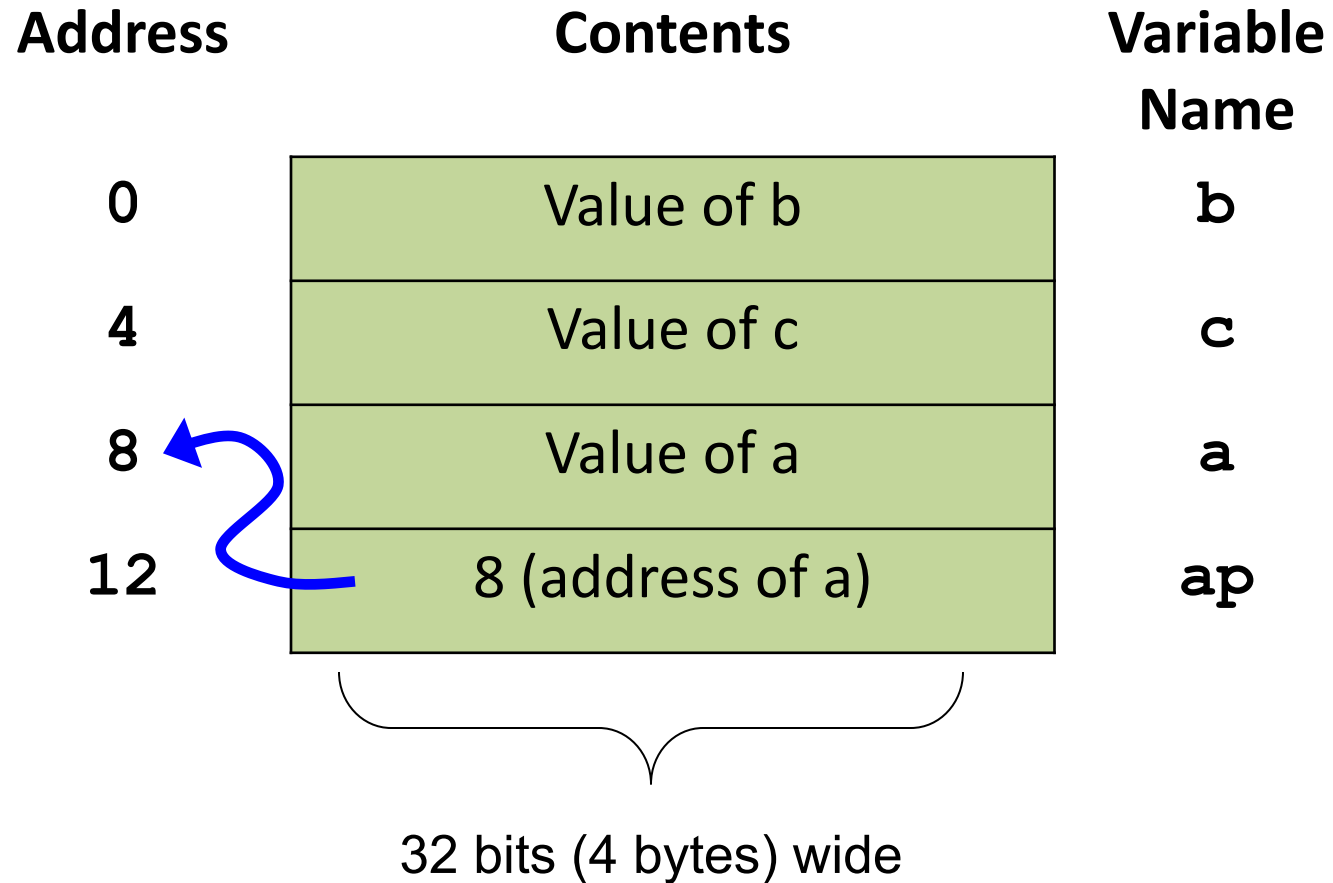 Address Contents Variable
Name
0 Value of b b
4 Value of c c
8 Value of a a
12 8 (address of a) ap
32 bits (4 bytes) wide